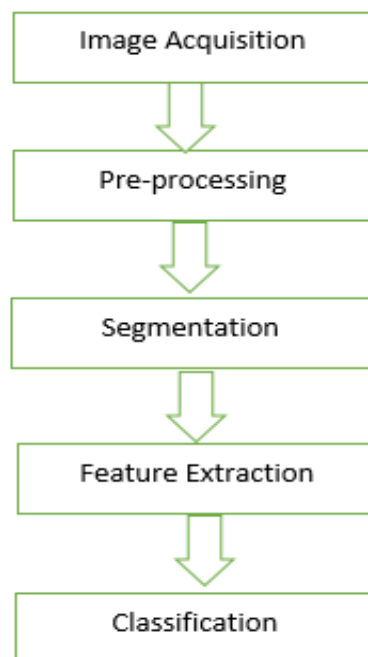 Image Acquisition
Pre-processing
Segmentation
Feature Extraction
Classification